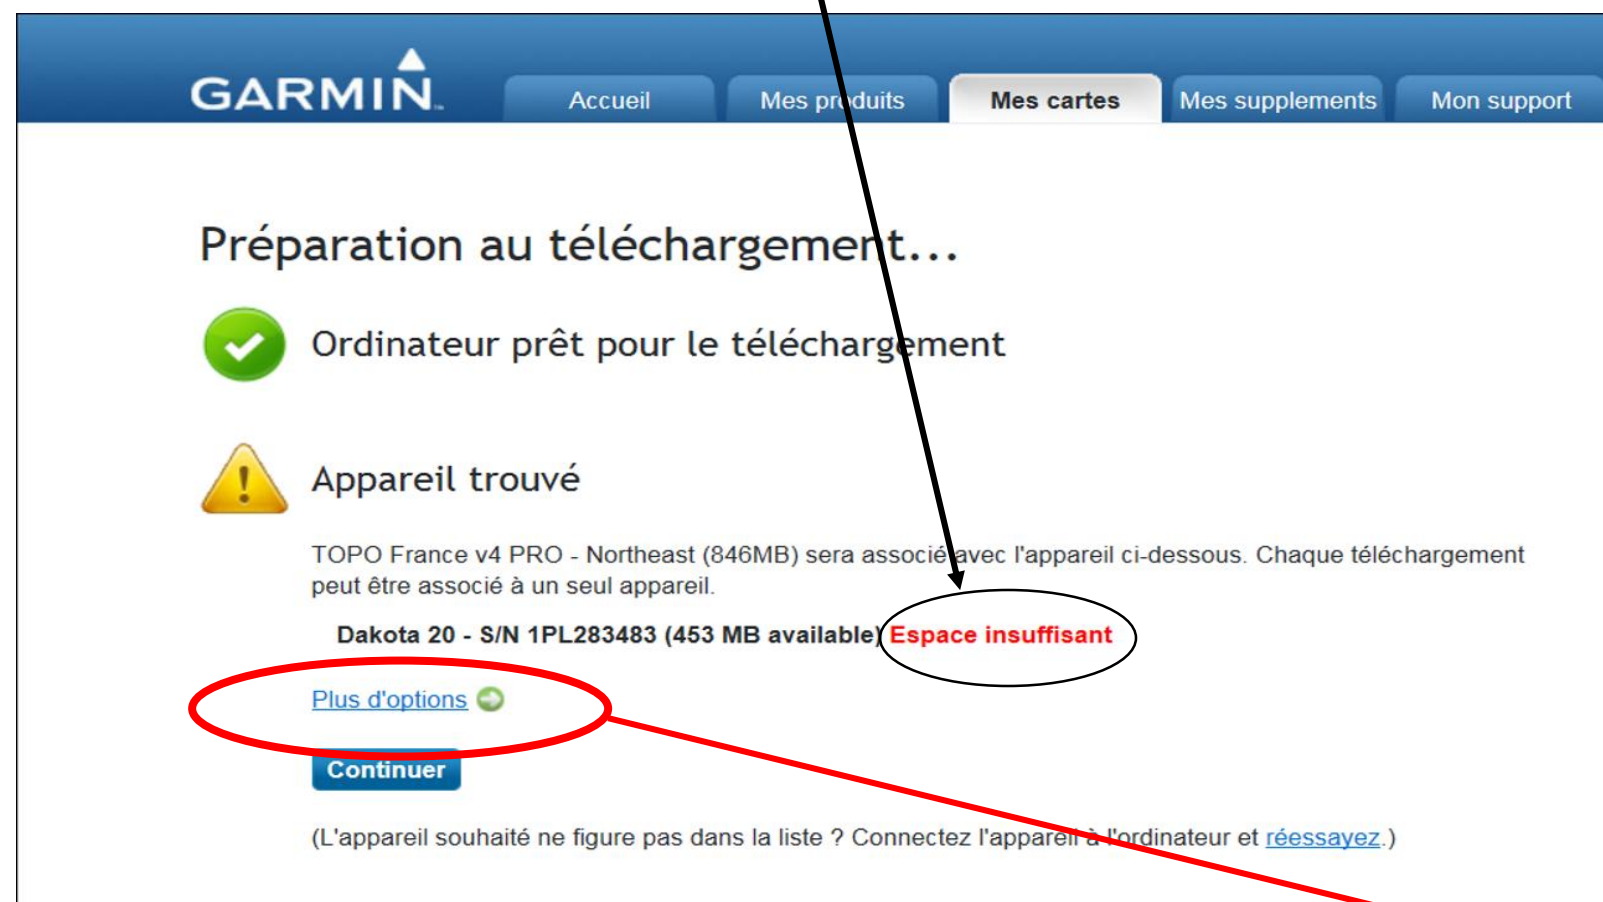 GARMIN
Accueil Mes produits Mes cartes Mes supplements Mon support
Préparation au téléchargement...
Ordinateur prêt pour le téléchargement
Appareil trouvé
TOPO France v4 PRO - Northeast (846MB) sera associé avec l'appareil ci-dessous. Chaque téléchargement
peut être associé à un seul appareil.
Dakota 20 - S/N 1PL283483 (453 MB available) Espace insuffisant
Plus d'options
Continuer
(L'appareil souhaité ne figure pas dans la liste ? Connectez l'appareil à l'ordinateur et réessayez.)